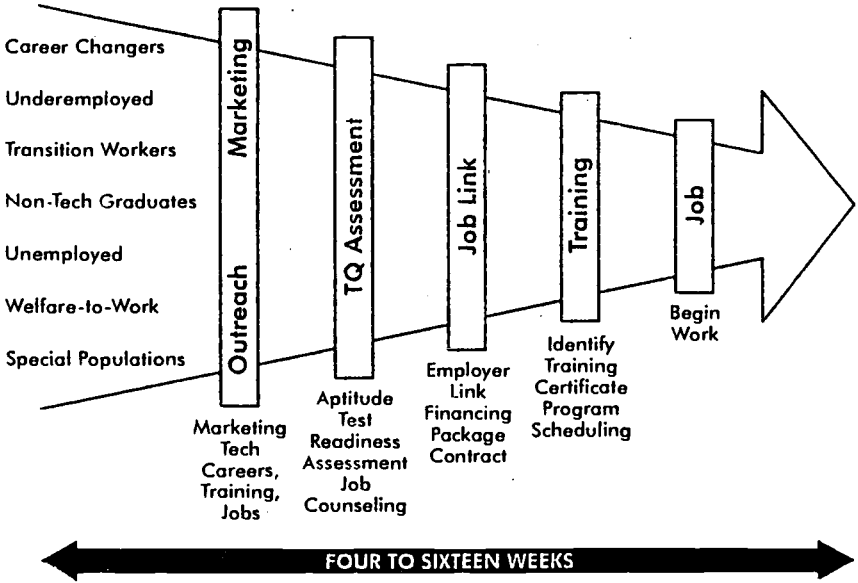 Career Changers
Underemployed
Transition Workers
Non-Tech Graduates
Unemployed
Welfare-to-Work
Special Populations
Outreach Marketing
Marketing
Tech
Careers,
Training,
Jobs
TQ Assessment
Aptitude
Test
Readiness
Assessment
Job
Counseling
Job Link
Employer
Link
Financing
Package
Contract
Training
Identify
Training
Certificate
Program
Scheduling
Job
Begin
Work
FOUR TO SIXTEEN WEEKS